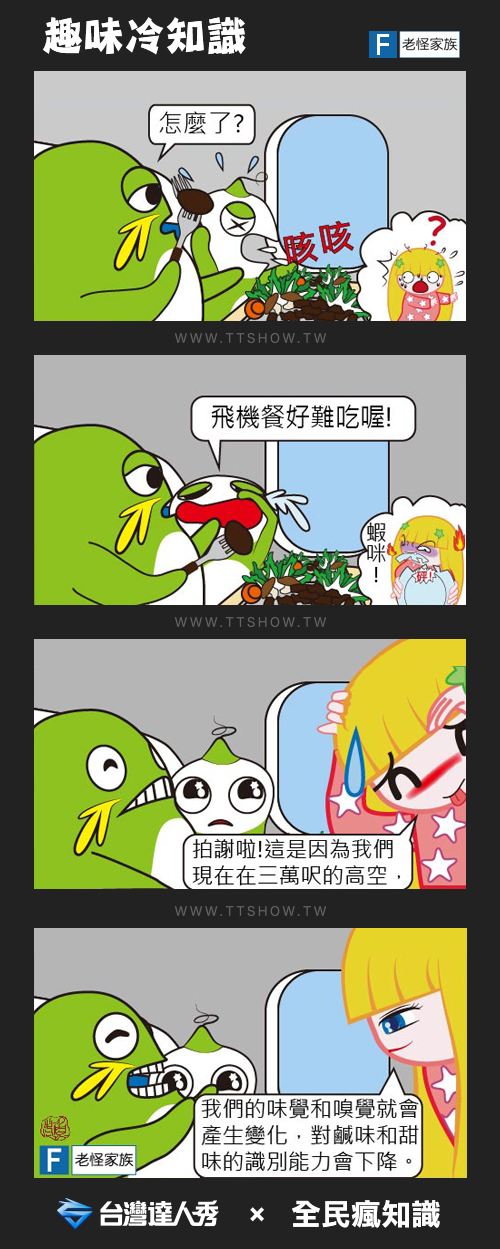 趣味冷知識
F 老怪家族
怎麼了?
咳咳
?
WWW.TTSHOW.TW
飛機餐好難吃喔!
蝦咪!
砰!
WWW.TTSHOW.TW
拍謝啦!這是因為我們
現在在三萬呎的高空，
WWW.TTSHOW.TW
我們的味覺和嗅覺就會
產生變化，對鹹味和甜
味的識別能力會下降。
F 老怪家族
台灣達人秀 × 全民瘋知識